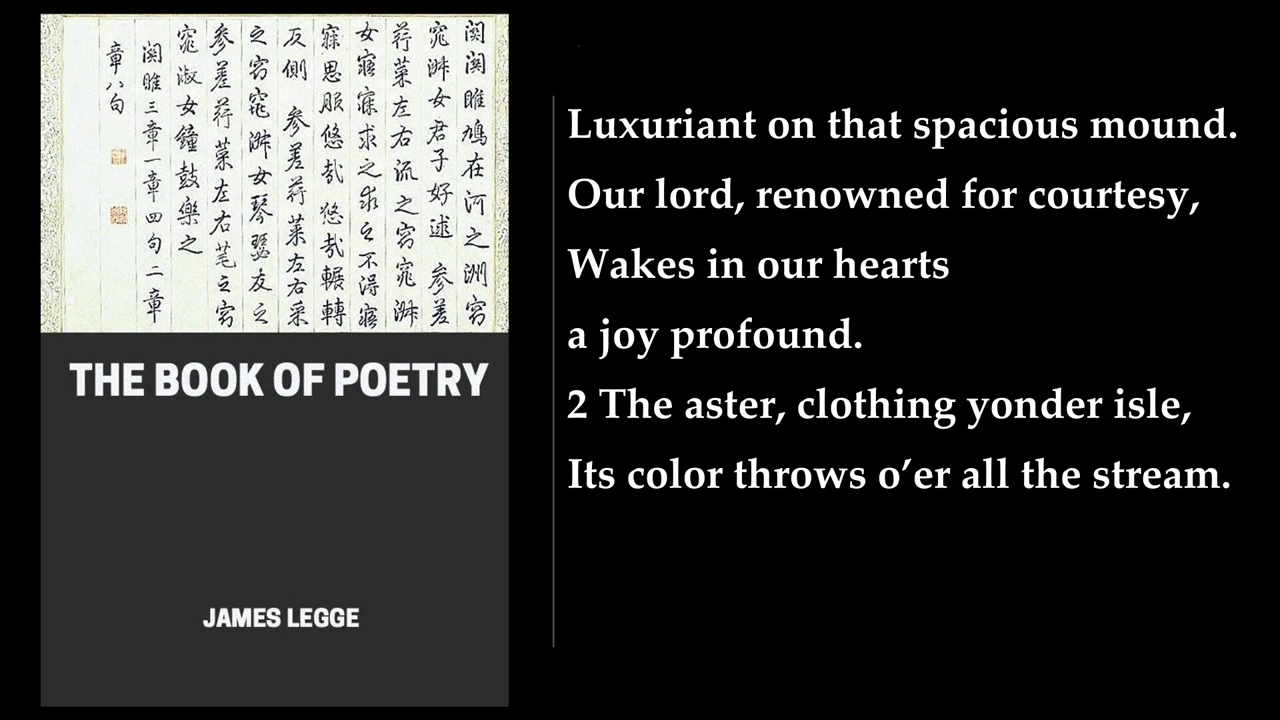 关关雎鳩在河之洲窈
窕淑女君子好逑 参差
荇菜左右流之窈窕淑
女寤寐求之求之不得寤
寐思服悠哉悠哉輾轉
反側 参差荇菜左右采
之窈窕淑女琴瑟友之
参差荇菜左右芼之窈
窕淑女鐘鼓樂之
关雎三章一章四句二章
章八句
THE BOOK OF POETRY
JAMES LEGGE
Luxuriant on that spacious mound.
Our lord, renowned for courtesy,
Wakes in our hearts
a joy profound.
2 The aster, clothing yonder isle,
Its color throws o’er all the stream.